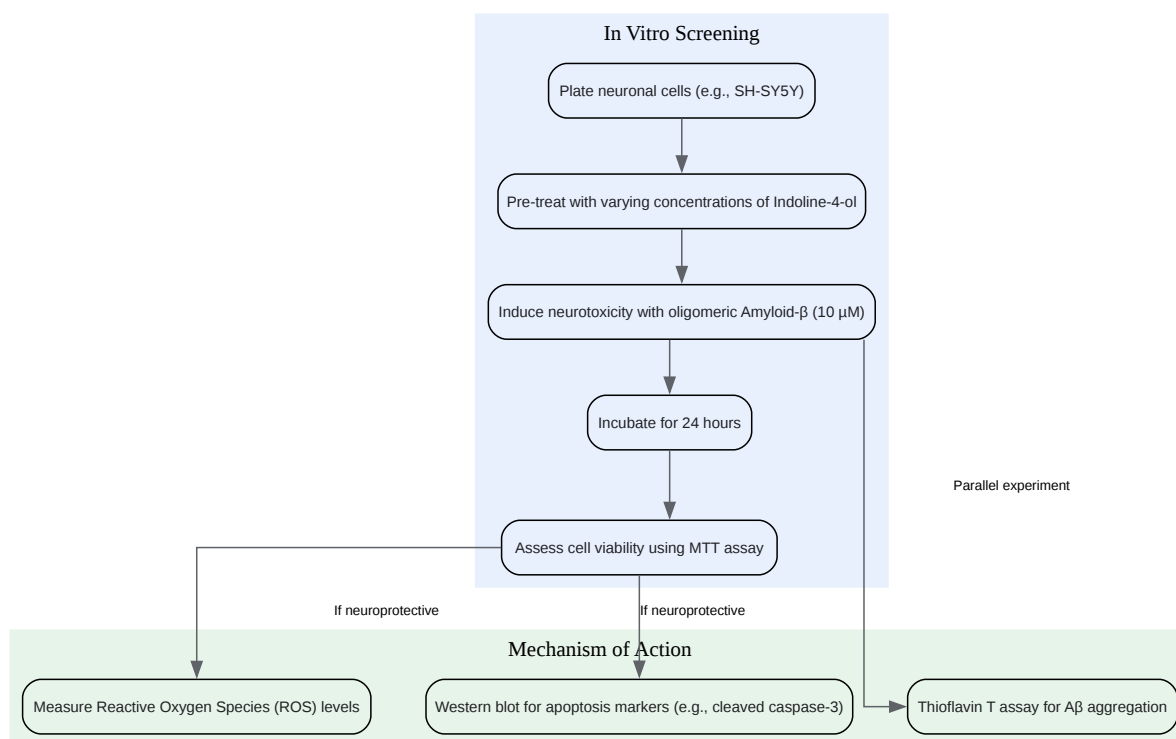 In Vitro Screening
Plate neuronal cells (e.g., SH-SY5Y)
Pre-treat with varying concentrations of Indoline-4-ol
Induce neurotoxicity with oligomeric Amyloid-β (10 µM)
Incubate for 24 hours
Parallel experiment
Assess cell viability using MTT assay
If neuroprotective
If neuroprotective
Mechanism of Action
Measure Reactive Oxygen Species (ROS) levels
Western blot for apoptosis markers (e.g., cleaved caspase-3)
Thioflavin T assay for Aβ aggregation